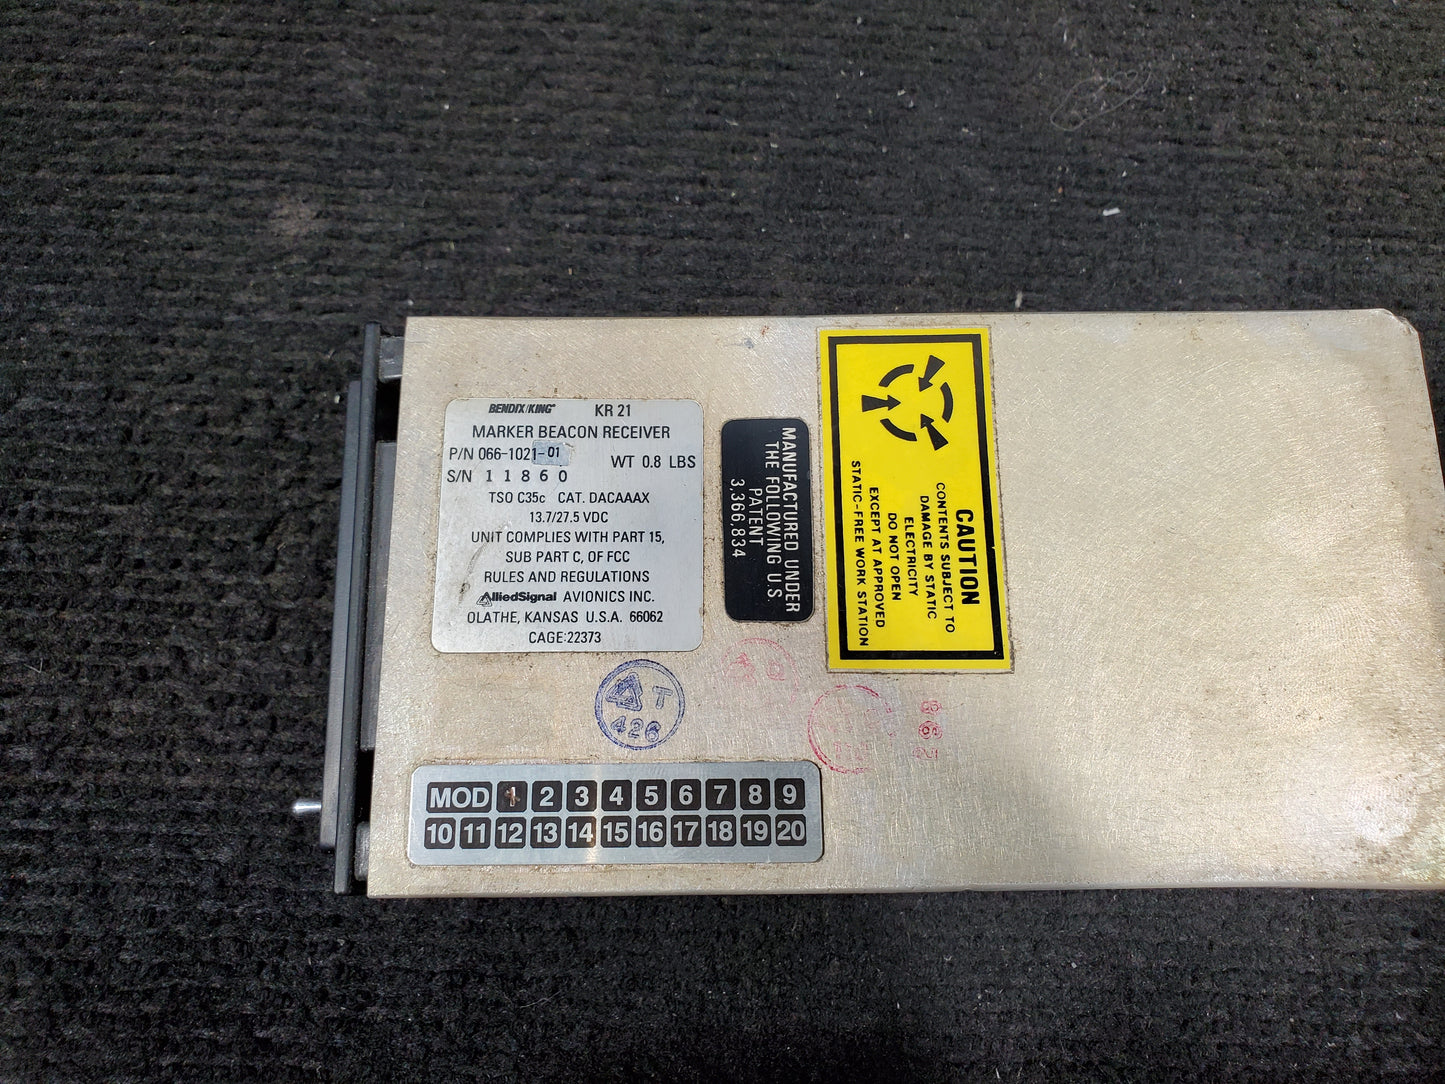 BENDIX/KING® KR 21
MARKER BEACON RECEIVER
P/N 066-1021-01
WT 0.8 LBS
S/N 11860
TSO C35c CAT. DACAAAX
13.7/27.5 VDC
UNIT COMPLIES WITH PART 15,
SUB PART C, OF FCC
RULES AND REGULATIONS
AlliedSignal AVIONICS INC.
OLATHE, KANSAS U.S.A. 66062
CAGE:22373
MANUFACTURED UNDER
THE FOLLOWING U.S
PATENT
3,366,834
CAUTION
CONTENTS SUBJECT TO
DAMAGE BY STATIC
ELECTRICITY
DO NOT OPEN
EXCEPT AT APPROVED
STATIC-FREE WORK STATION
T
426
MOD 1 2 3 4 5 6 7 8 9
10 11 12 13 14 15 16 17 18 19 20